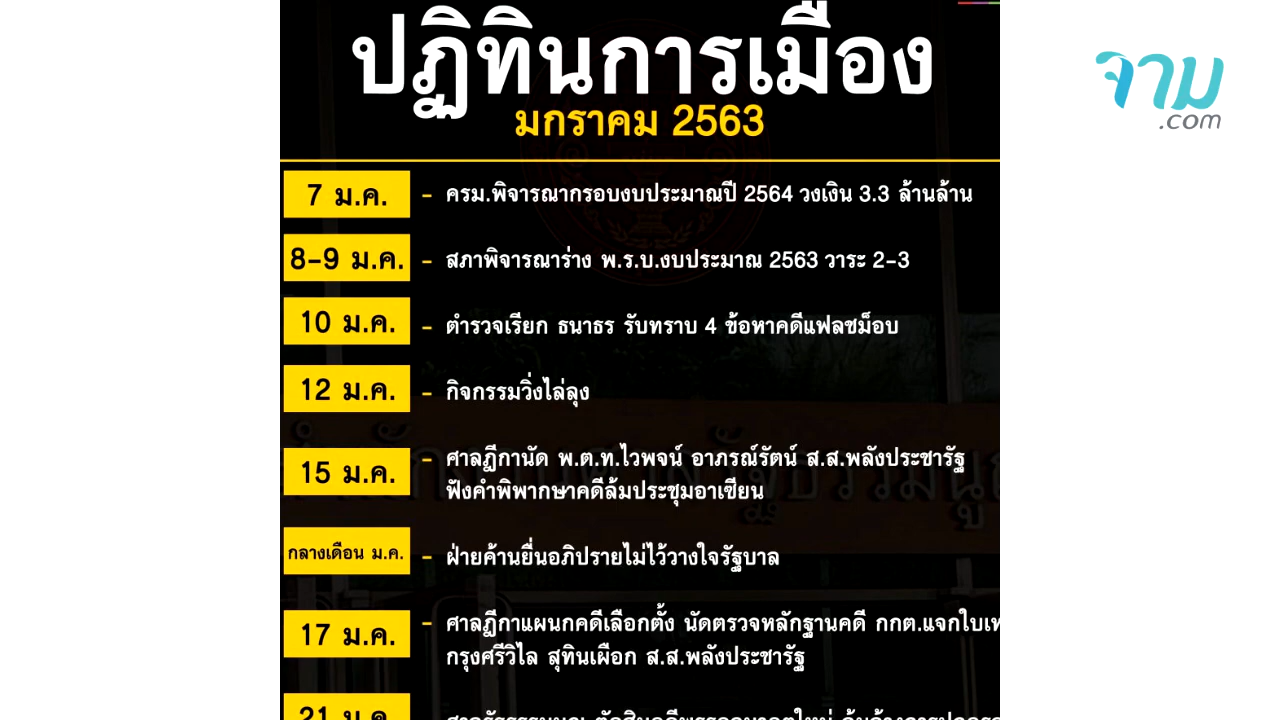 ปฏิทินการเมือง
มกราคม 2563
จาม
.com
7 ม.ค. - ครม.พิจารณากรอบงบประมาณปี 2564 วงเงิน 3.3 ล้านล้าน
8-9 ม.ค. - สภาพิจารณาร่าง พ.ร.บ.งบประมาณ 2563 วาระ 2-3
10 ม.ค. - ตำรวจเรียก ธนาธร รับทราบ 4 ข้อหาคดีแฟลชม็อบ
12 ม.ค. - กิจกรรมวิ่งไล่ลุง
15 ม.ค. - ศาลฎีกานัด พ.ต.ท.ไวพจน์ อาภรณ์รัตน์ ส.ส.พลังประชารัฐ
ฟังคำพิพากษาคดีล้มประชุมอาเซียน
กลางเดือน ม.ค. - ฝ่ายค้านยื่นอภิปรายไม่ไว้วางใจรัฐบาล
17 ม.ค. - ศาลฎีกาแผนกคดีเลือกตั้ง นัดตรวจหลักฐานคดี กกต.แจกใบเห
กรุงศรีวิไล สุทินเผือก ส.ส.พลังประชารัฐ
21 ม.ค.